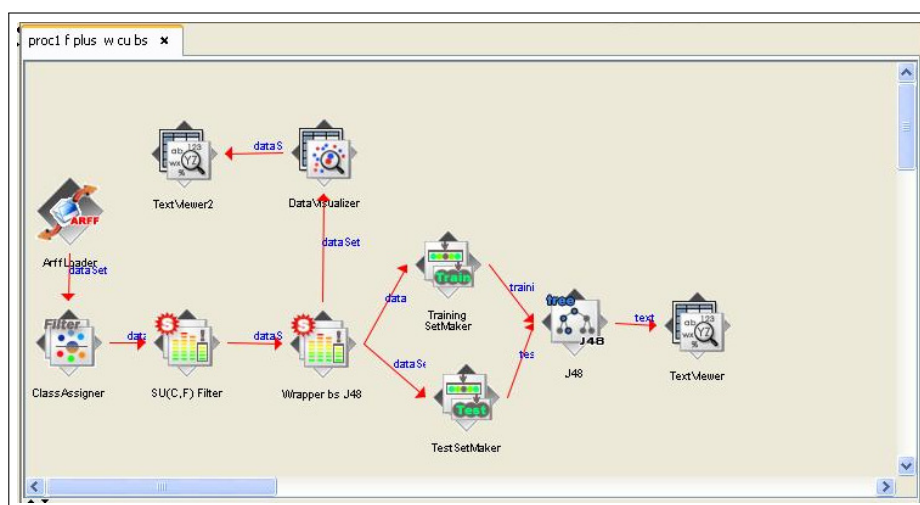 proc1 f plus w cu bs ×
TextViewer2
dataS
DataVisualizer
ARFF
ArffLoader
dataSet
dataSet
Filter
ClassAssigner
data
SU(C,F) Filter
dataS
Wrapper bs J48
data
Train
Training
SetMaker
traini
dataSe
Test
TestSetMaker
tes
tree
J48
J48
text
TextViewer